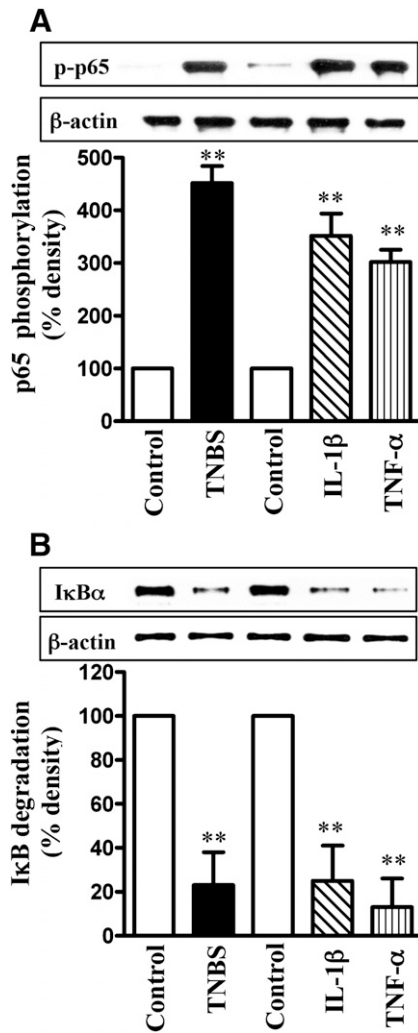 A
p-p65
β-actin
p65 phosphorylation
(% density)
500
400
300
200
100
0
**
**
**
Control
TNBS
Control
IL-1β
TNF-α
B
IκBα
β-actin
IκB degradation
(% density)
120
100
80
60
40
20
0
**
**
**
Control
TNBS
Control
IL-1β
TNF-α